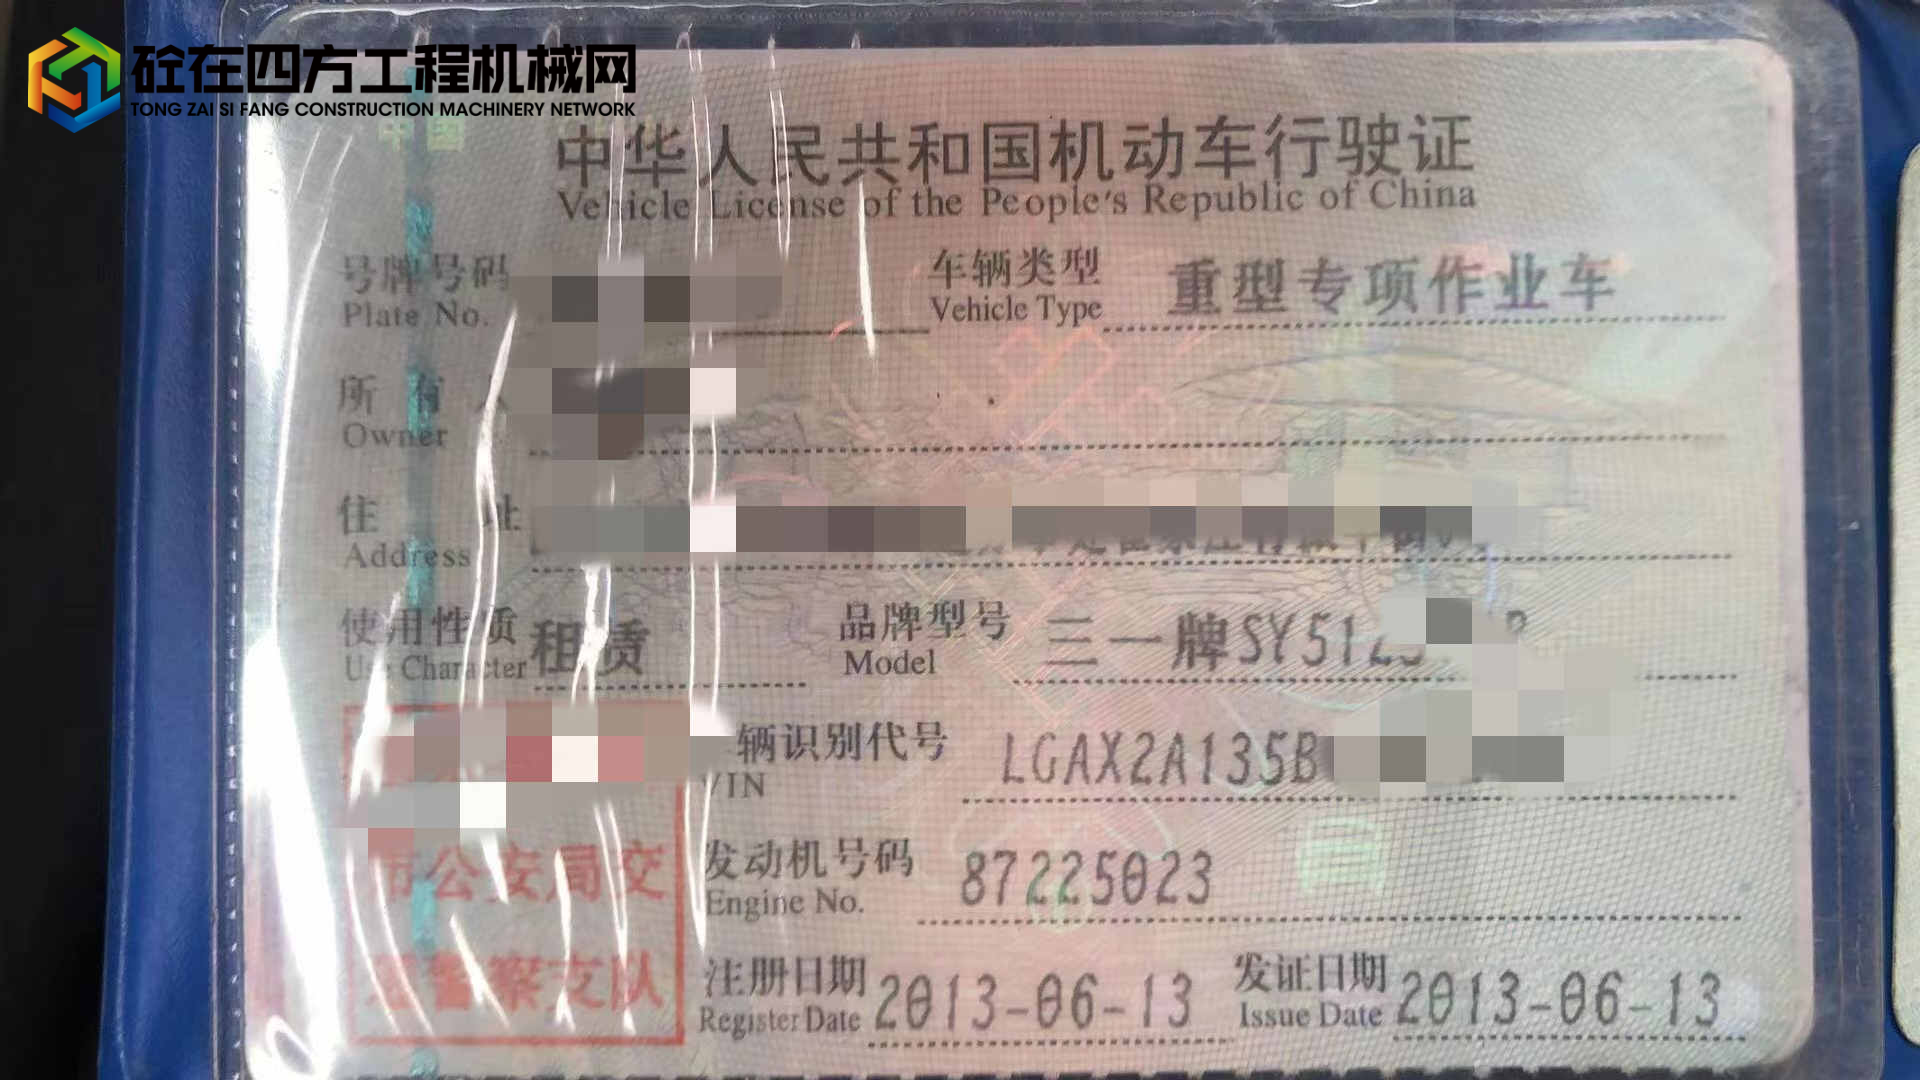 砼在四方工程机械网
TONG ZAI SI FANG CONSTRUCTION MACHINERY NETWORK
中国
中华人民共和国机动车行驶证
Vehicle License of the People's Republic of China
号牌号码
Plate No.
车辆类型 重型专项作业车
Vehicle Type
所有人
Owner
住址
Address
使用性质 租赁
Use Character
品牌型号 三一牌SY512
Model
辆识别代号 LGAX2A135B
VIN
市公安局交
警察支队
发动机号码 87225023
Engine No.
注册日期 2013-06-13
Register Date
发证日期 2013-06-13
Issue Date